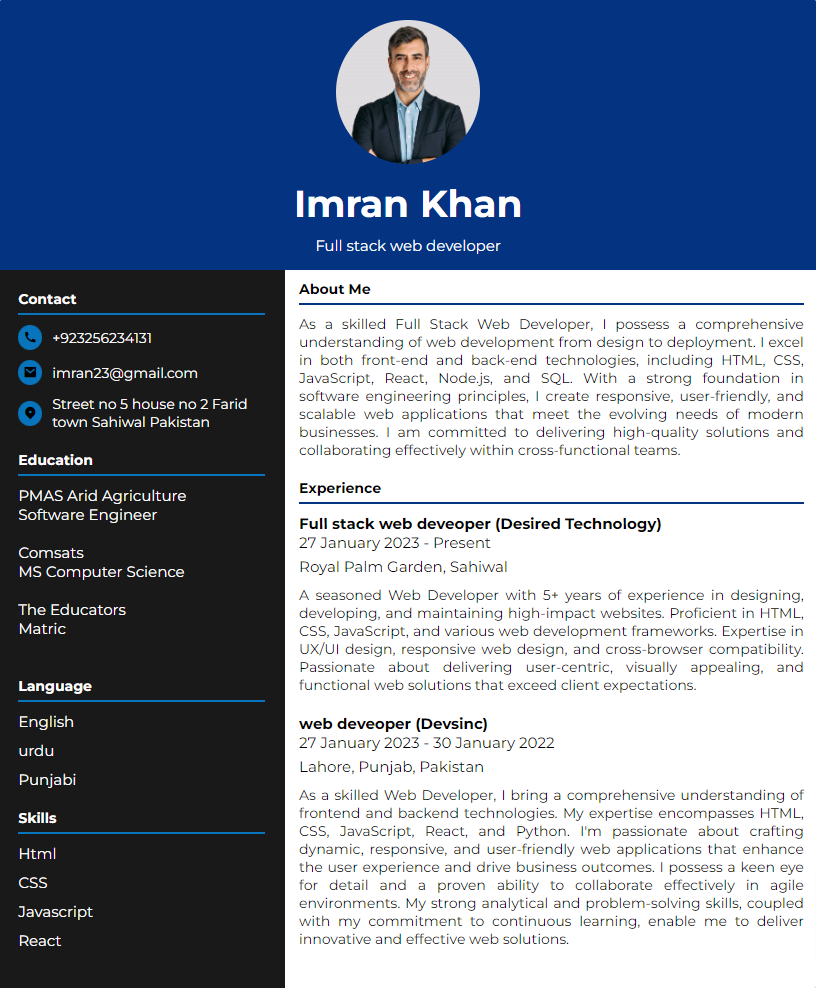 Imran Khan
Full stack web developer
Contact
+923256234131
imran23@gmail.com
Street no 5 house no 2 Farid
town Sahiwal Pakistan
Education
PMAS Arid Agriculture
Software Engineer
Comsats
MS Computer Science
The Educators
Matric
Language
English
urdu
Punjabi
Skills
Html
CSS
Javascript
React
About Me
As a skilled Full Stack Web Developer, I possess a comprehensive
understanding of web development from design to deployment. I excel
in both front-end and back-end technologies, including HTML, CSS,
JavaScript, React, Node.js, and SQL. With a strong foundation in
software engineering principles, I create responsive, user-friendly, and
scalable web applications that meet the evolving needs of modern
businesses. I am committed to delivering high-quality solutions and
collaborating effectively within cross-functional teams.
Experience
Full stack web deveoper (Desired Technology)
27 January 2023 - Present
Royal Palm Garden, Sahiwal
A seasoned Web Developer with 5+ years of experience in designing,
developing, and maintaining high-impact websites. Proficient in HTML,
CSS, JavaScript, and various web development frameworks. Expertise in
UX/UI design, responsive web design, and cross-browser compatibility.
Passionate about delivering user-centric, visually appealing, and
functional web solutions that exceed client expectations.
web deveoper (Devsinc)
27 January 2023 - 30 January 2022
Lahore, Punjab, Pakistan
As a skilled Web Developer, I bring a comprehensive understanding of
frontend and backend technologies. My expertise encompasses HTML,
CSS, JavaScript, React, and Python. I'm passionate about crafting
dynamic, responsive, and user-friendly web applications that enhance
the user experience and drive business outcomes. I possess a keen eye
for detail and a proven ability to collaborate effectively in agile
environments. My strong analytical and problem-solving skills, coupled
with my commitment to continuous learning, enable me to deliver
innovative and effective web solutions.